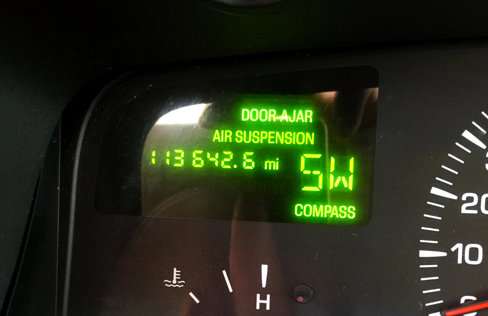 DOOR AJAR
AIR SUSPENSION
113642.6 mi
SW
COMPASS
20
10
H